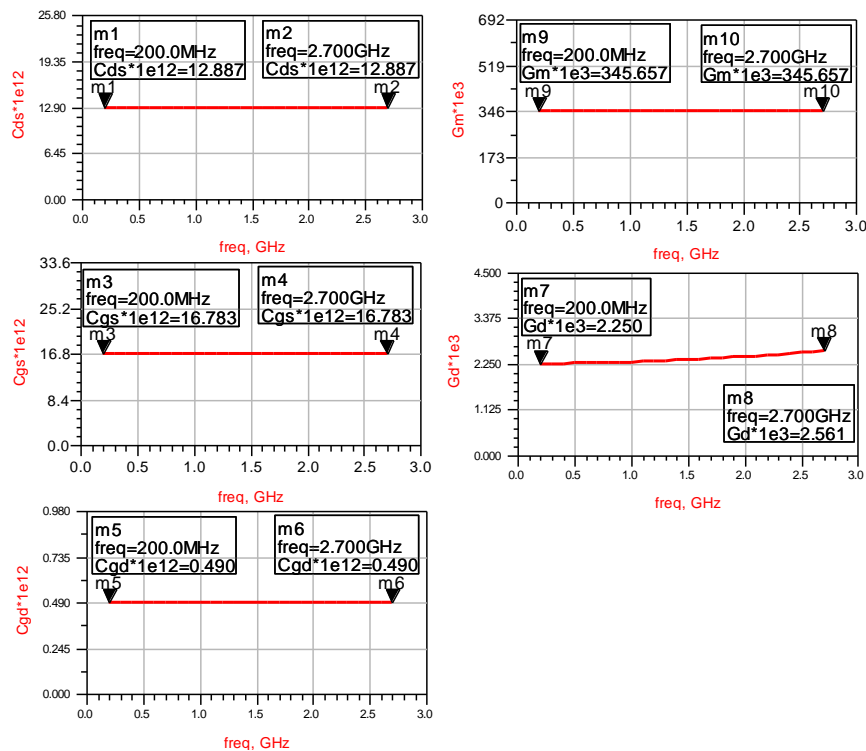 Cds*1e12
25.80
19.35
12.90
6.45
0.00
m1
freq=200.0MHz
Cds*1e12=12.887
m2
freq=2.700GHz
Cds*1e12=12.887
m1
m2
0.0
0.5
1.0
1.5
2.0
2.5
3.0
freq, GHz
Gm*1e3
692
519
346
173
0
m9
freq=200.0MHz
Gm*1e3=345.657
m10
freq=2.700GHz
Gm*1e3=345.657
m9
m10
0.0
0.5
1.0
1.5
2.0
2.5
3.0
freq, GHz
Cgs*1e12
33.6
25.2
16.8
8.4
0.0
m3
freq=200.0MHz
Cgs*1e12=16.783
m4
freq=2.700GHz
Cgs*1e12=16.783
m3
m4
0.0
0.5
1.0
1.5
2.0
2.5
3.0
freq, GHz
Gd*1e3
4.500
3.375
2.250
1.125
0.000
m7
freq=200.0MHz
Gd*1e3=2.250
m7
m8
m8
freq=2.700GHz
Gd*1e3=2.561
0.0
0.5
1.0
1.5
2.0
2.5
3.0
freq, GHz
Cgd*1e12
0.980
0.735
0.490
0.245
0.000
m5
freq=200.0MHz
Cgd*1e12=0.490
m6
freq=2.700GHz
Cgd*1e12=0.490
m5
m6
0.0
0.5
1.0
1.5
2.0
2.5
3.0
freq, GHz